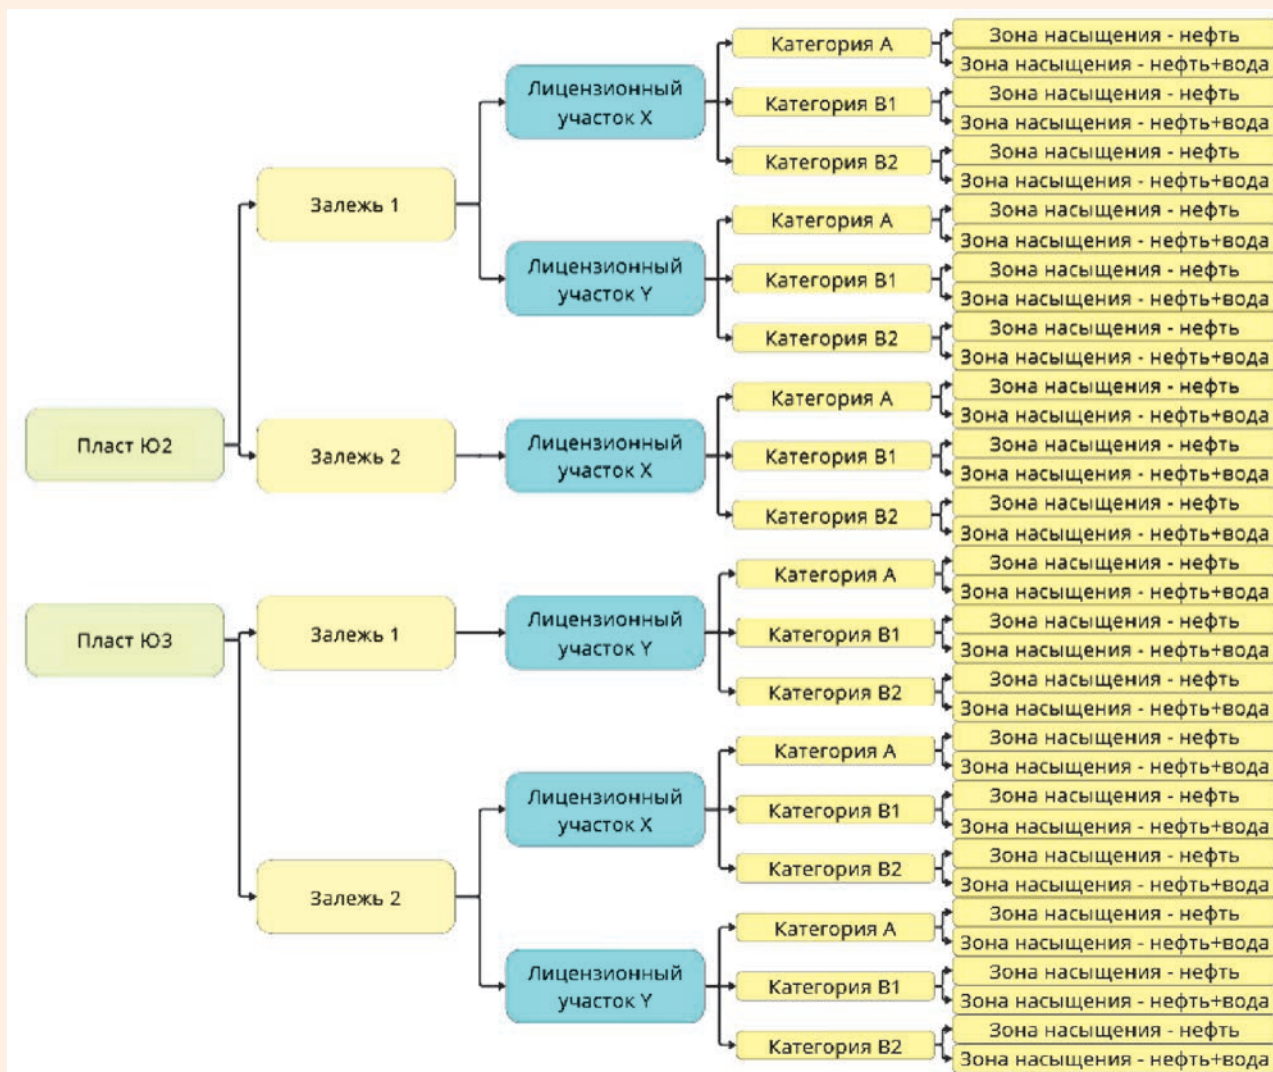 Категория A
Зона насыщения - нефть
Зона насыщения - нефть+вода
Лицензионный
участок X
Категория B1
Зона насыщения - нефть
Зона насыщения - нефть+вода
Категория B2
Зона насыщения - нефть
Зона насыщения - нефть+вода
Залежь 1
Категория A
Зона насыщения - нефть
Зона насыщения - нефть+вода
Лицензионный
участок Y
Категория B1
Зона насыщения - нефть
Зона насыщения - нефть+вода
Категория B2
Зона насыщения - нефть
Зона насыщения - нефть+вода
Пласт Ю2
Залежь 2
Лицензионный
участок X
Категория A
Зона насыщения - нефть
Зона насыщения - нефть+вода
Категория B1
Зона насыщения - нефть
Зона насыщения - нефть+вода
Категория B2
Зона насыщения - нефть
Зона насыщения - нефть+вода
Пласт Ю3
Залежь 1
Лицензионный
участок Y
Категория A
Зона насыщения - нефть
Зона насыщения - нефть+вода
Категория B1
Зона насыщения - нефть
Зона насыщения - нефть+вода
Категория B2
Зона насыщения - нефть
Зона насыщения - нефть+вода
Залежь 2
Лицензионный
участок X
Категория A
Зона насыщения - нефть
Зона насыщения - нефть+вода
Категория B1
Зона насыщения - нефть
Зона насыщения - нефть+вода
Категория B2
Зона насыщения - нефть
Зона насыщения - нефть+вода
Лицензионный
участок Y
Категория A
Зона насыщения - нефть
Зона насыщения - нефть+вода
Категория B1
Зона насыщения - нефть
Зона насыщения - нефть+вода
Категория B2
Зона насыщения - нефть
Зона насыщения - нефть+вода